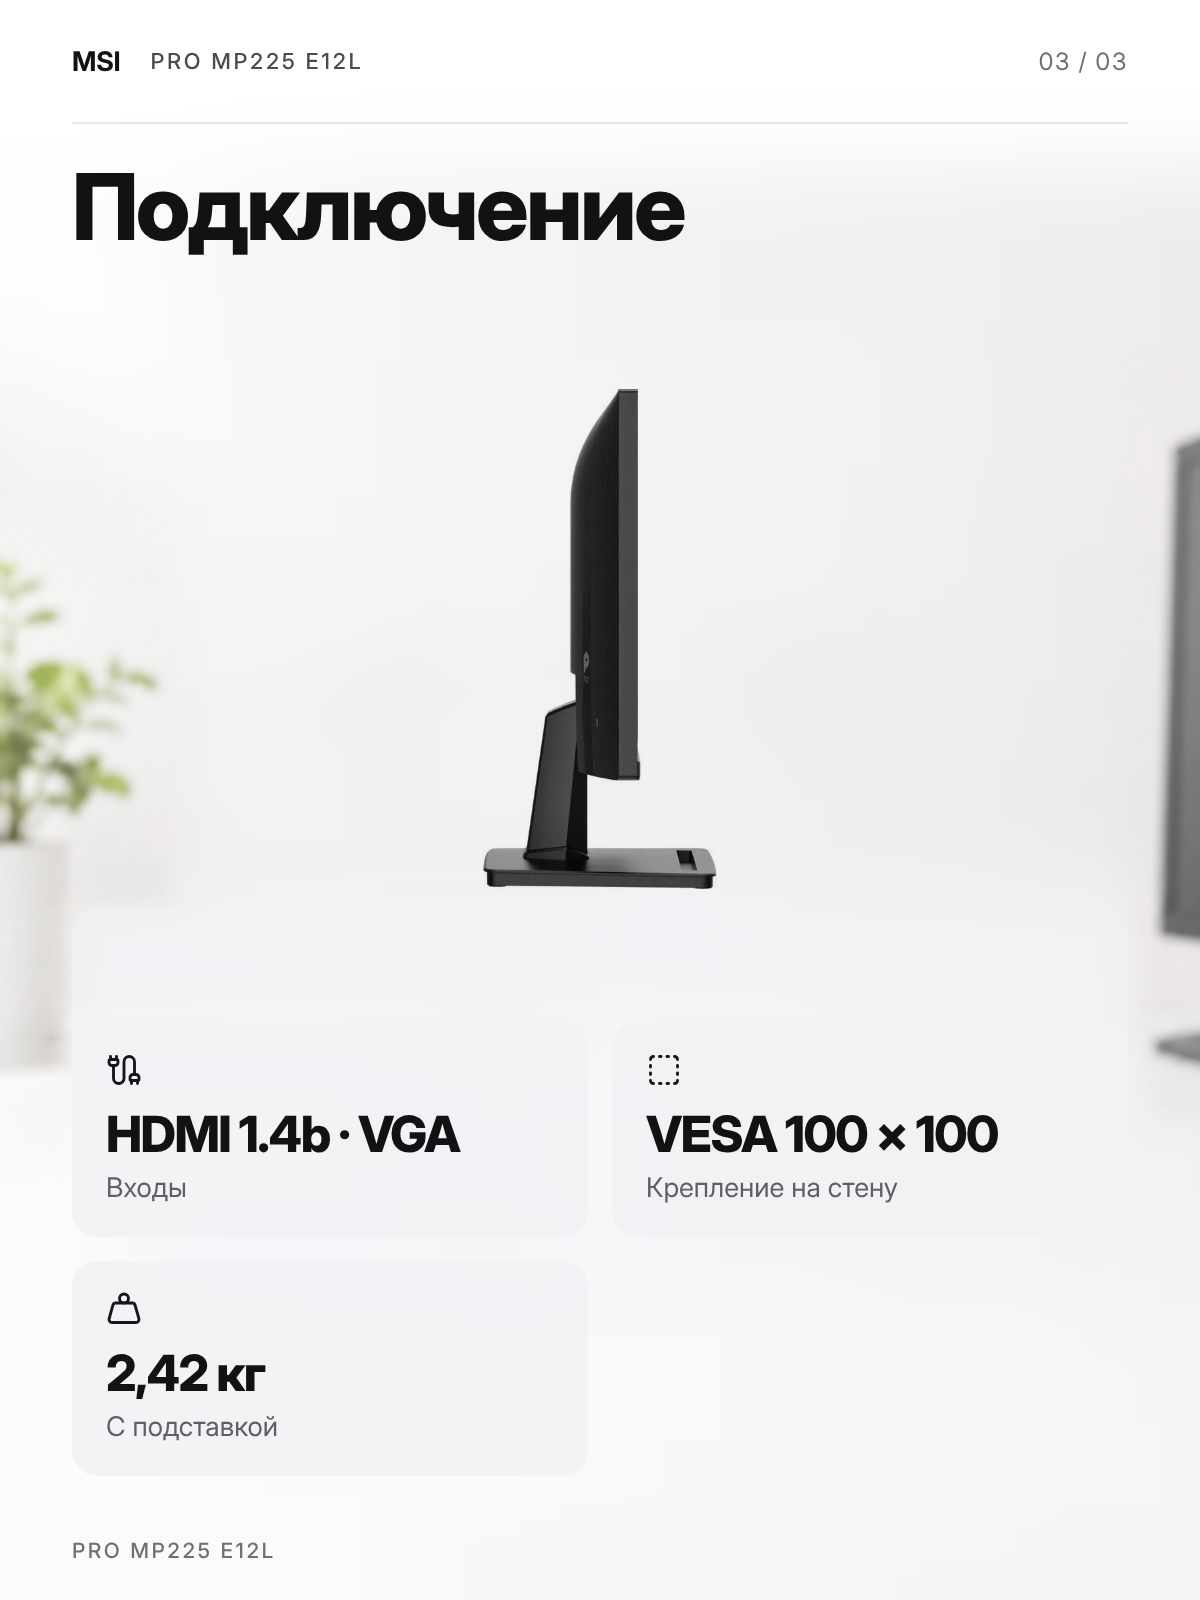 MSI PRO MP225 E12L 03 / 03
Подключение
HDMI 1.4b · VGA
Входы
VESA 100 × 100
Крепление на стену
2,42 кг
С подставкой
PRO MP225 E12L